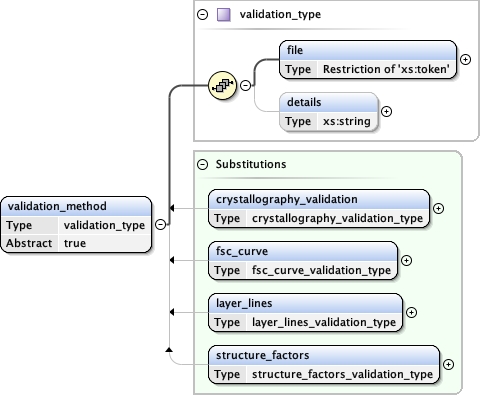 validation_type
file
Type Restriction of 'xs:token'
details
Type xs:string
Substitutions
validation_method
Type validation_type
Abstract true
crystallography_validation
Type crystallography_validation_type
fsc_curve
Type fsc_curve_validation_type
layer_lines
Type layer_lines_validation_type
structure_factors
Type structure_factors_validation_type